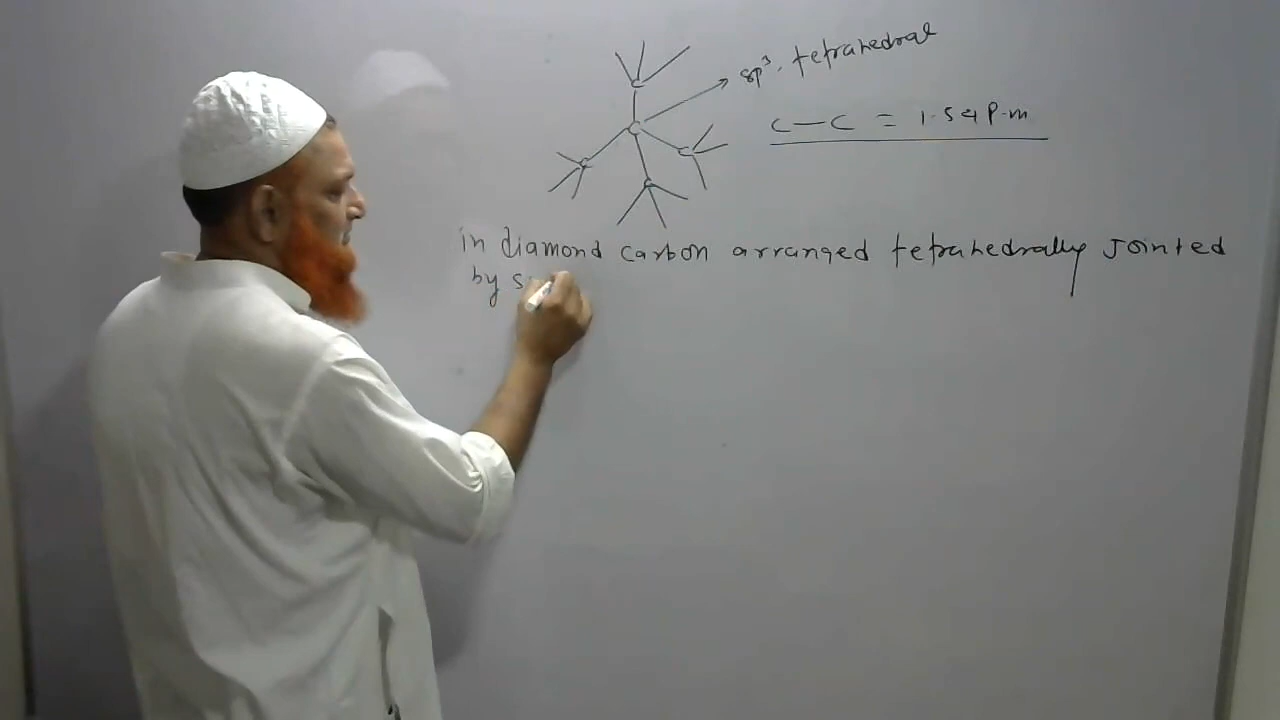 sp³. tetrahedral
C — C = 1.54 P.m
in diamond carbon arranged tetrahedrally Jointed
by s